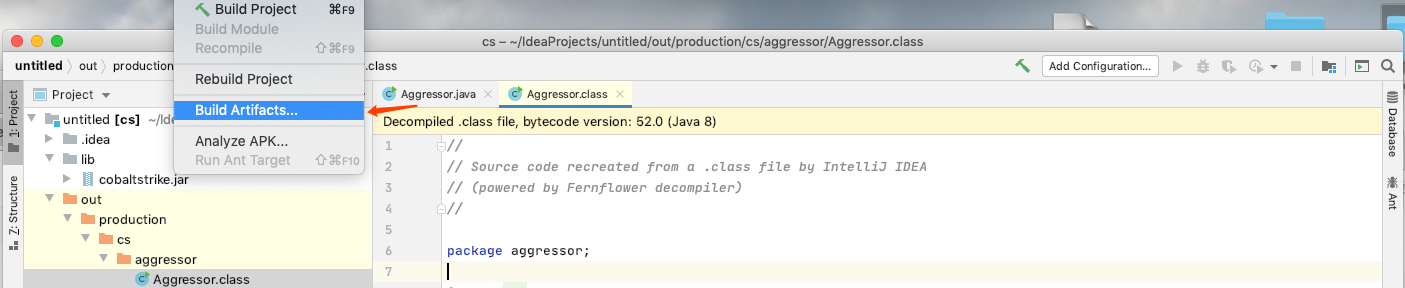 Build Project ⌘F9
Build Module
Recompile ⇧⌘F9
Rebuild Project
Build Artifacts...
Analyze APK...
Run Ant Target ⇧⌘F10
cs – ~/IdeaProjects/untitled/out/production/cs/aggressor/Aggressor.class
untitled 〉 out 〉 production
.class
Add Configuration...
1: Project
Z: Structure
Project
untitled [cs] ~/Idea
.idea
lib
cobaltstrike.jar
out
production
cs
aggressor
Aggressor.class
Aggressor.java × Aggressor.class ×
Decompiled .class file, bytecode version: 52.0 (Java 8)
1 //
2 // Source code recreated from a .class file by IntelliJ IDEA
3 // (powered by Fernflower decompiler)
4 //
5
6 package aggressor;
7
Database
Ant